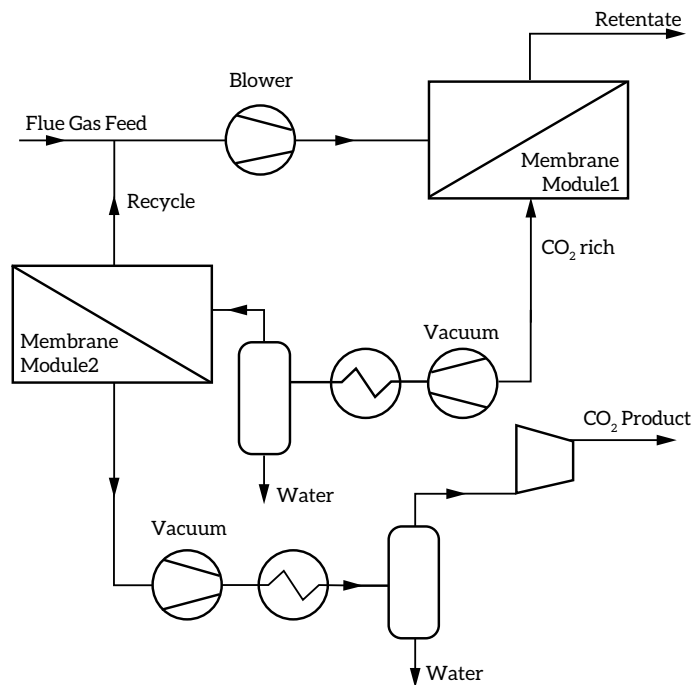 Retentate
Blower
Flue Gas Feed
Membrane
Module1
Recycle
CO₂ rich
Membrane
Module2
Vacuum
CO₂ Product
Water
Vacuum
Water